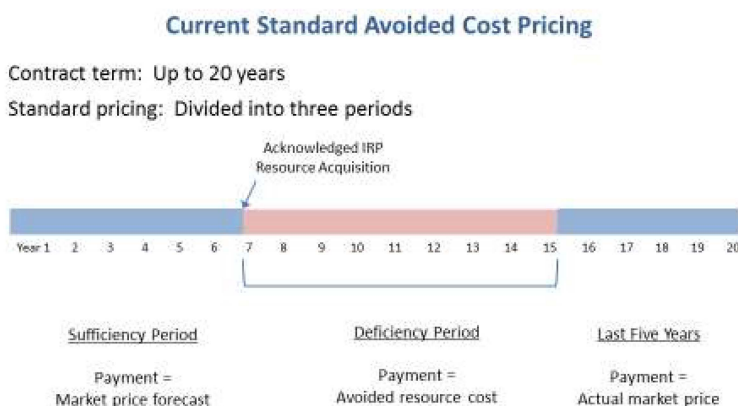 Current Standard Avoided Cost Pricing
Contract term: Up to 20 years
Standard pricing: Divided into three periods
Acknowledged IRP
Resource Acquisition
Year 1 2 3 4 5 6 7 8 9 10 11 12 13 14 15 16 17 18 19 20
Sufficiency Period Deficiency Period Last Five Years
Payment = Payment = Payment =
Market price forecast Avoided resource cost Actual market price